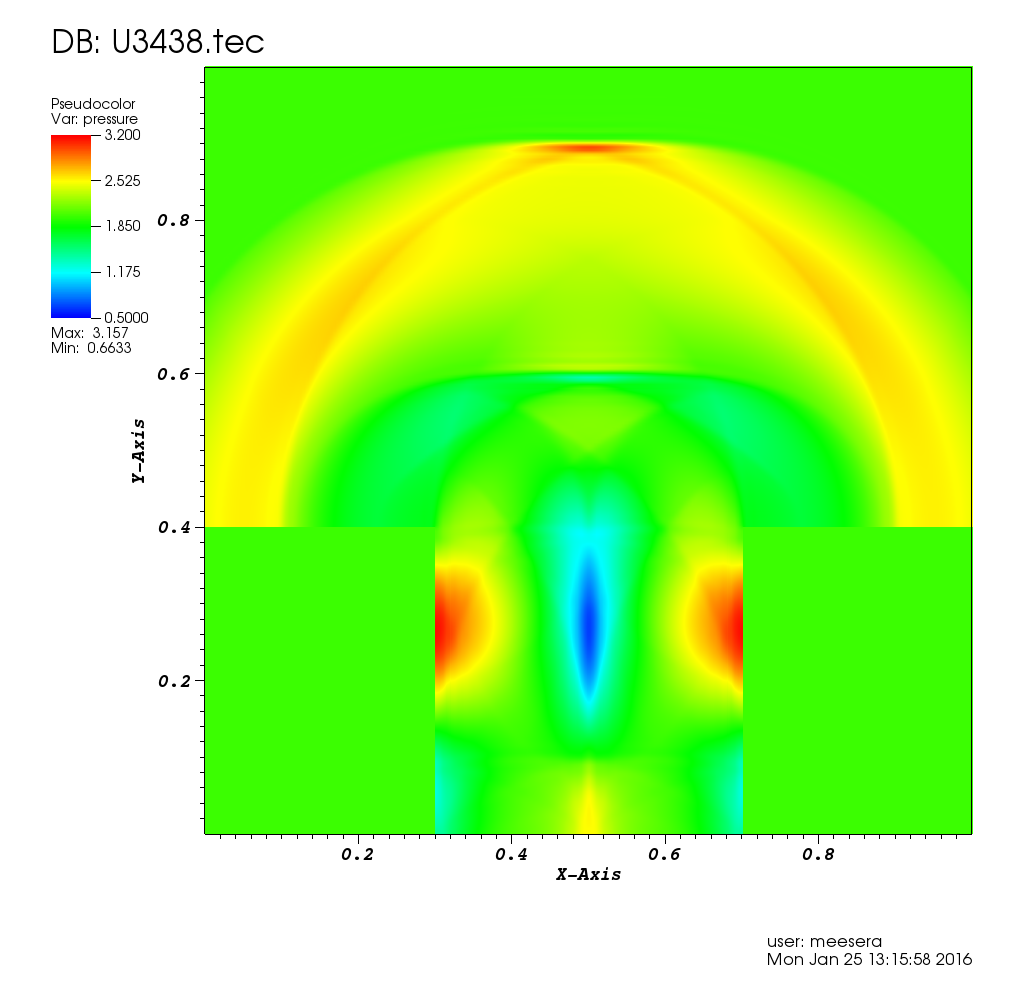 DB: U3438.tec
Pseudocolor
Var: pressure
3.200
2.525
1.850
1.175
0.5000
Max: 3.157
Min: 0.6633
0.8
0.6
0.4
0.2
Y-Axis
0.2 0.4 0.6 0.8
X-Axis
user: meesera
Mon Jan 25 13:15:58 2016